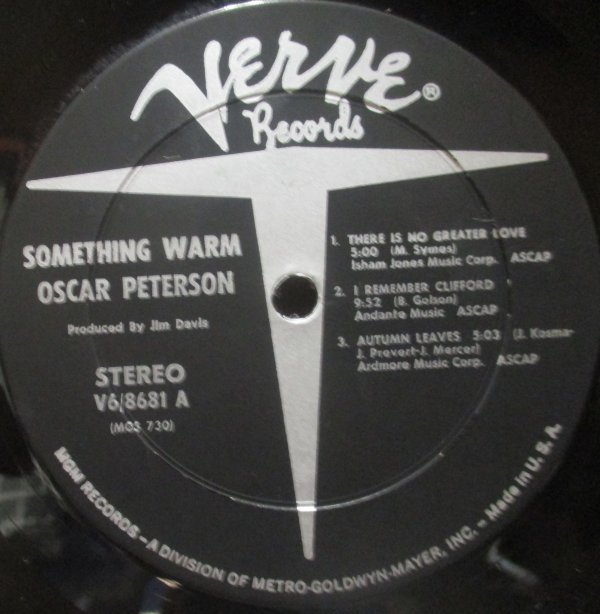 Verve®
Records
SOMETHING WARM
OSCAR PETERSON
Produced By Jim Davis
STEREO
V6/8681 A
(MGS 730)
1. THERE IS NO GREATER LOVE
5:00 (M. Symes)
Isham Jones Music Corp. ASCAP
2. I REMEMBER CLIFFORD
9:52 (B. Golson)
Andante Music ASCAP
3. AUTUMN LEAVES 5:03 (J. Kosma-
J. Prevert-J. Mercer)
Ardmore Music Corp. ASCAP
MGM RECORDS – A DIVISION OF METRO-GOLDWYN-MAYER, INC. – Made in U. S. A.